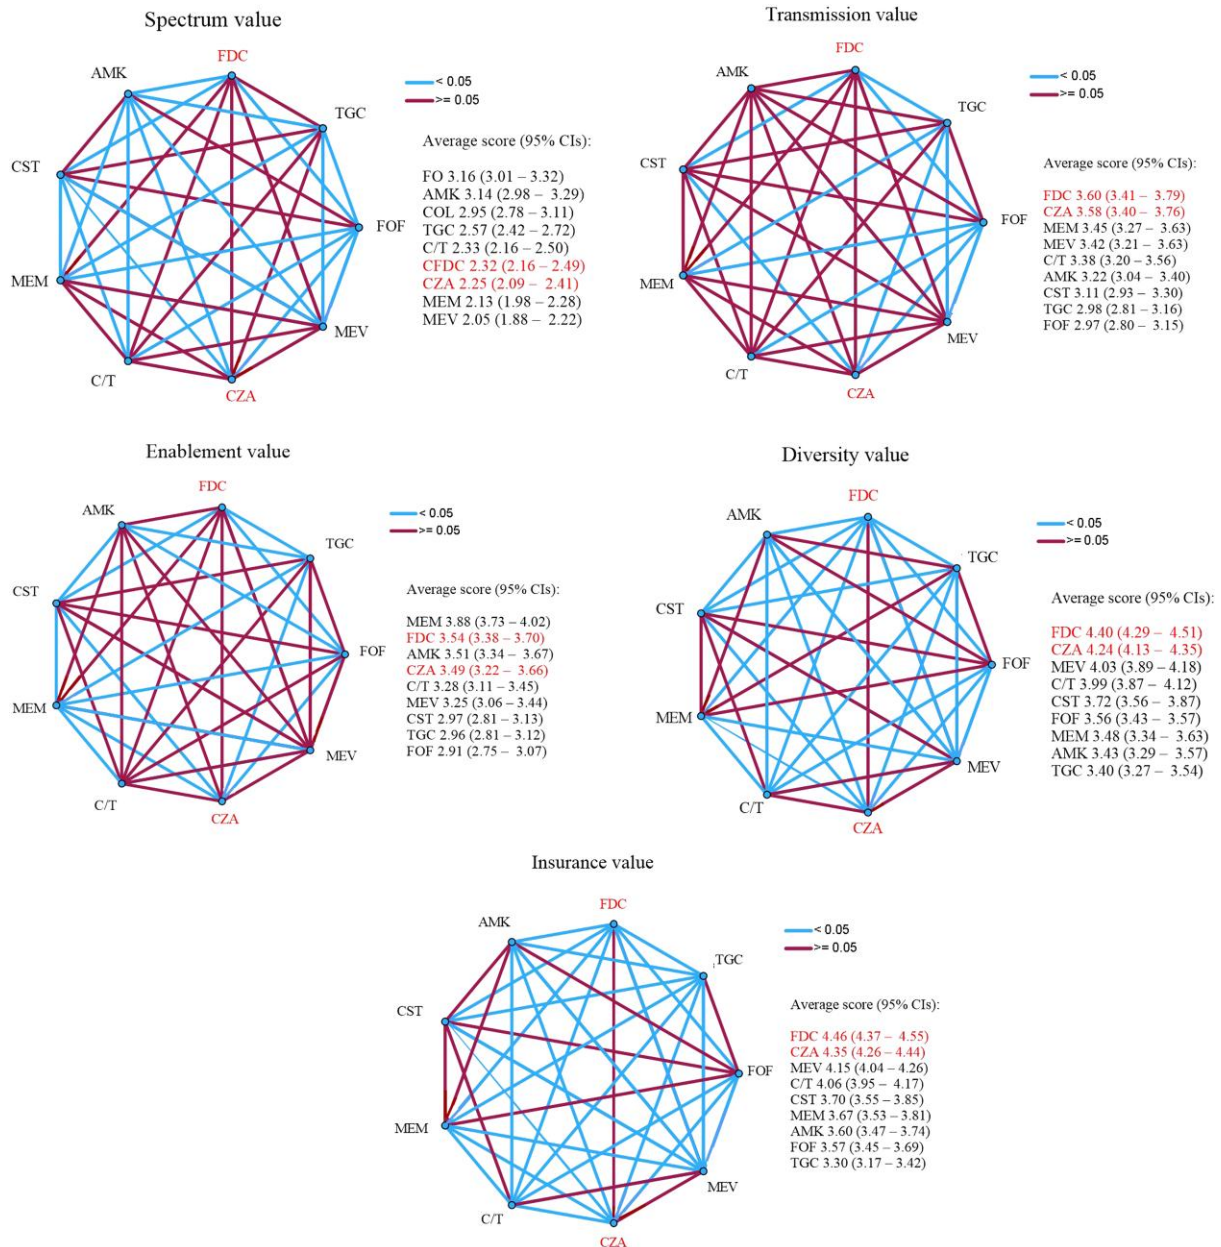 Spectrum value
FDC
AMK
TGC
CST
FOF
MEM
MEV
C/T
CZA
< 0.05
>= 0.05
Average score (95% CIs):
FO 3.16 (3.01 – 3.32)
AMK 3.14 (2.98 – 3.29)
COL 2.95 (2.78 – 3.11)
TGC 2.57 (2.42 – 2.72)
C/T 2.33 (2.16 – 2.50)
CFDC 2.32 (2.16 – 2.49)
CZA 2.25 (2.09 – 2.41)
MEM 2.13 (1.98 – 2.28)
MEV 2.05 (1.88 – 2.22)
Transmission value
FDC
AMK
TGC
CST
FOF
MEM
MEV
C/T
CZA
< 0.05
>= 0.05
Average score (95% CIs):
FDC 3.60 (3.41 – 3.79)
CZA 3.58 (3.40 – 3.76)
MEM 3.45 (3.27 – 3.63)
MEV 3.42 (3.21 – 3.63)
C/T 3.38 (3.20 – 3.56)
AMK 3.22 (3.04 – 3.40)
CST 3.11 (2.93 – 3.30)
TGC 2.98 (2.81 – 3.16)
FOF 2.97 (2.80 – 3.15)
Enablement value
FDC
AMK
TGC
CST
FOF
MEM
MEV
C/T
CZA
< 0.05
>= 0.05
Average score (95% CIs):
MEM 3.88 (3.73 – 4.02)
FDC 3.54 (3.38 – 3.70)
AMK 3.51 (3.34 – 3.67)
CZA 3.49 (3.22 – 3.66)
C/T 3.28 (3.11 – 3.45)
MEV 3.25 (3.06 – 3.44)
CST 2.97 (2.81 – 3.13)
TGC 2.96 (2.81 – 3.12)
FOF 2.91 (2.75 – 3.07)
Diversity value
FDC
AMK
TGC
CST
FOF
MEM
MEV
C/T
CZA
< 0.05
>= 0.05
Average score (95% CIs):
FDC 4.40 (4.29 – 4.51)
CZA 4.24 (4.13 – 4.35)
MEV 4.03 (3.89 – 4.18)
C/T 3.99 (3.87 – 4.12)
CST 3.72 (3.56 – 3.87)
FOF 3.56 (3.43 – 3.57)
MEM 3.48 (3.34 – 3.63)
AMK 3.43 (3.29 – 3.57)
TGC 3.40 (3.27 – 3.54)
Insurance value
FDC
AMK
TGC
CST
FOF
MEM
MEV
C/T
CZA
< 0.05
>= 0.05
Average score (95% CIs):
FDC 4.46 (4.37 – 4.55)
CZA 4.35 (4.26 – 4.44)
MEV 4.15 (4.04 – 4.26)
C/T 4.06 (3.95 – 4.17)
CST 3.70 (3.55 – 3.85)
MEM 3.67 (3.53 – 3.81)
AMK 3.60 (3.47 – 3.74)
FOF 3.57 (3.45 – 3.69)
TGC 3.30 (3.17 – 3.42)